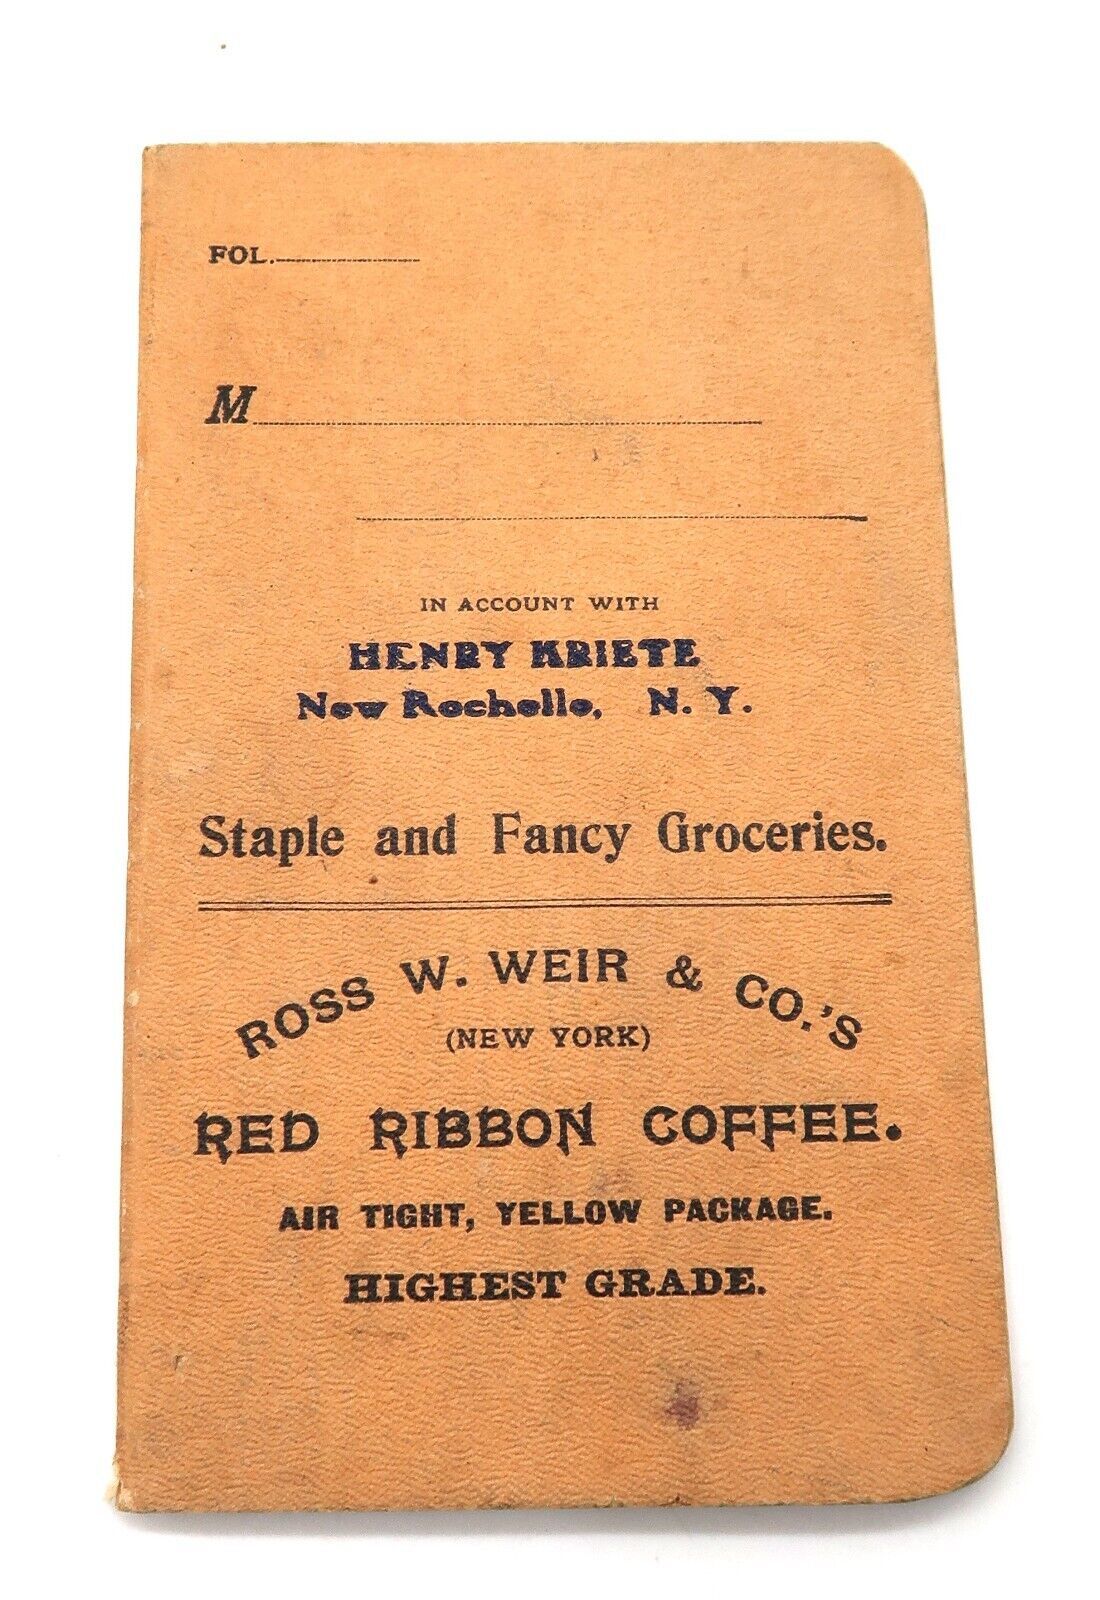 FOL.
M
IN ACCOUNT WITH
HENRY KRIETE
New Rochelle, N. Y.
Staple and Fancy Groceries.
ROSS W. WEIR & CO.'S
(NEW YORK)
RED RIBBON COFFEE.
AIR TIGHT, YELLOW PACKAGE.
HIGHEST GRADE.